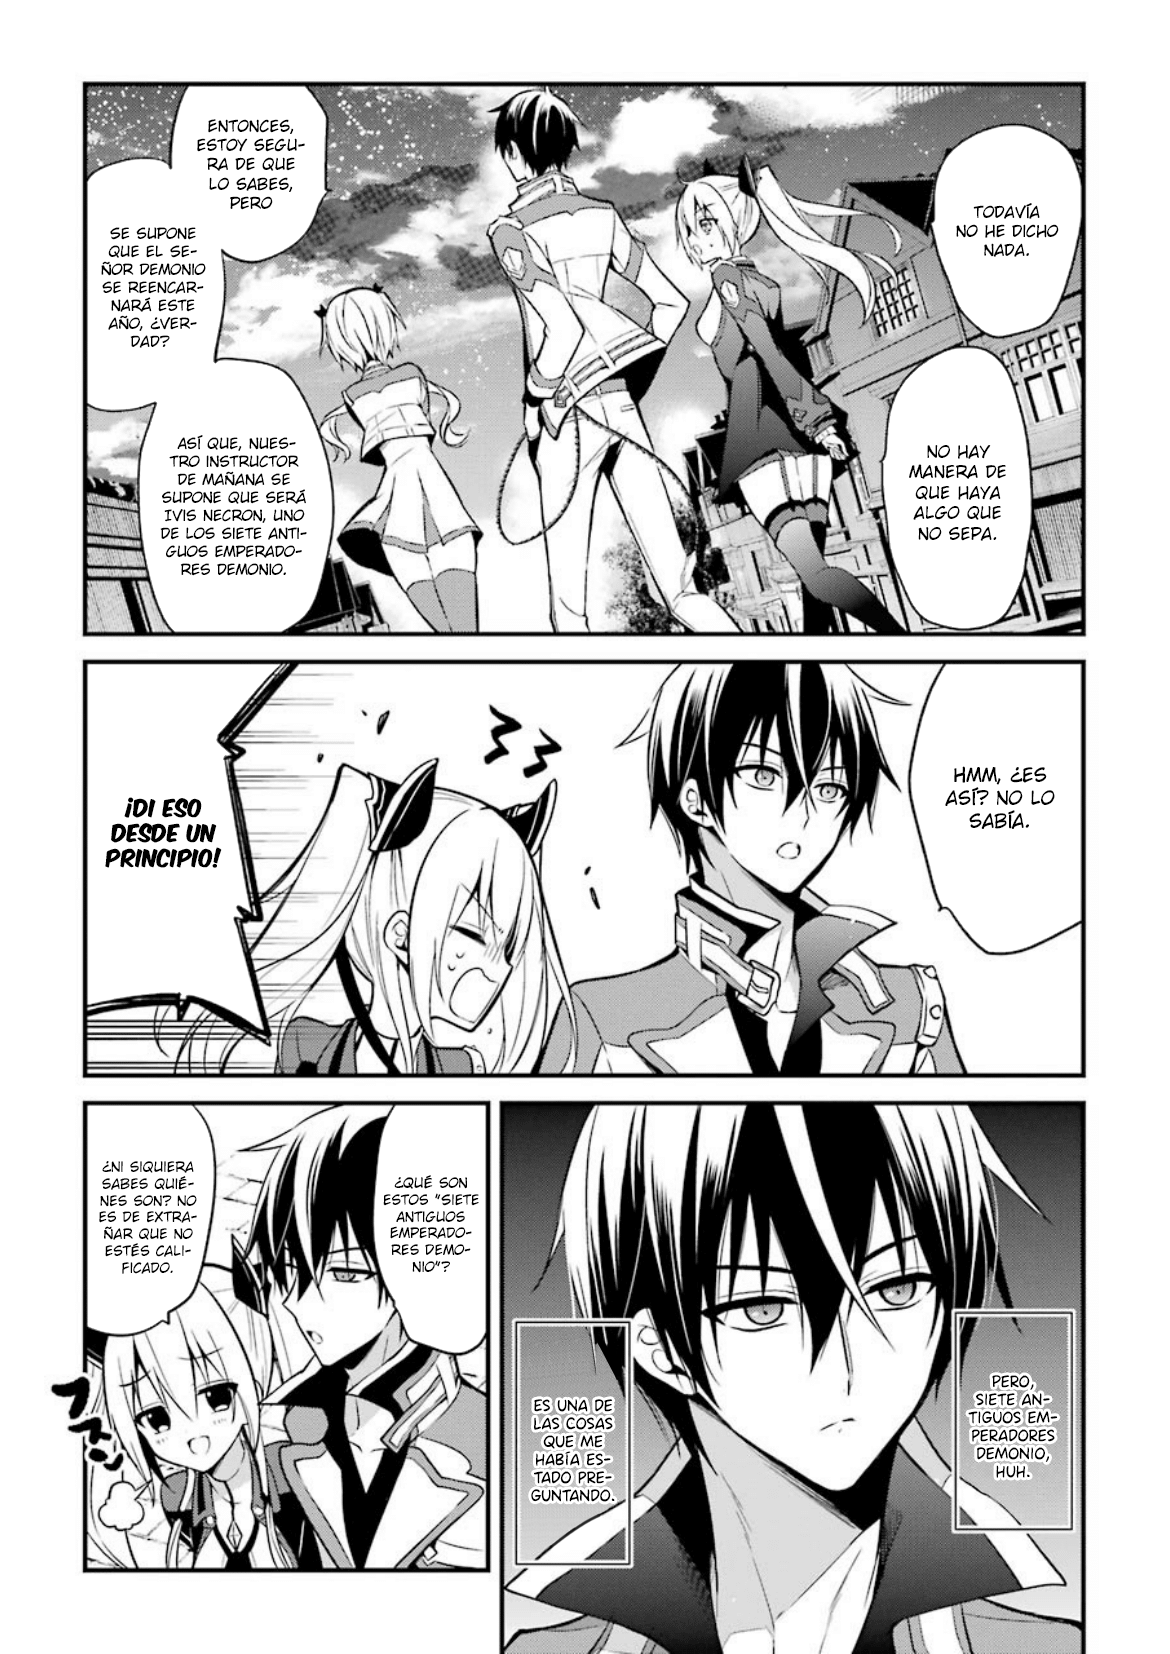 TODAVÍA
NO HE DICHO
NADA.
NO HAY
MANERA DE
QUE HAYA
ALGO QUE
NO SEPA.
ENTONCES,
ESTOY SEGU-
RA DE QUE
LO SABES,
PERO
SE SUPONE
QUE EL SE-
ÑOR DEMONIO
SE REENCAR-
NARÁ ESTE
AÑO, ¿VER-
DAD?
ASÍ QUE, NUES-
TRO INSTRUCTOR
DE MAÑANA SE
SUPONE QUE SERÁ
IVIS NECRON, UNO
DE LOS SIETE ANTI-
GUOS EMPERADO-
RES DEMONIO.
HMM, ¿ES
ASÍ? NO LO
SABÍA.
¡DI ESO
DESDE UN
PRINCIPIO!
PERO,
SIETE AN-
TIGUOS EM-
PERADORES
DEMONIO,
HUH.
ES UNA DE
LAS COSAS
QUE ME
HABÍA ES-
TADO PRE-
GUNTANDO.
¿QUÉ SON
ESTOS "SIETE
ANTIGUOS
EMPERADO-
RES DEMO-
NIO"?
¿NI SIQUIERA
SABES QUIÉ-
NES SON? NO
ES DE EXTRA-
ÑAR QUE NO
ESTÉS CALI-
FICADO.
フスン